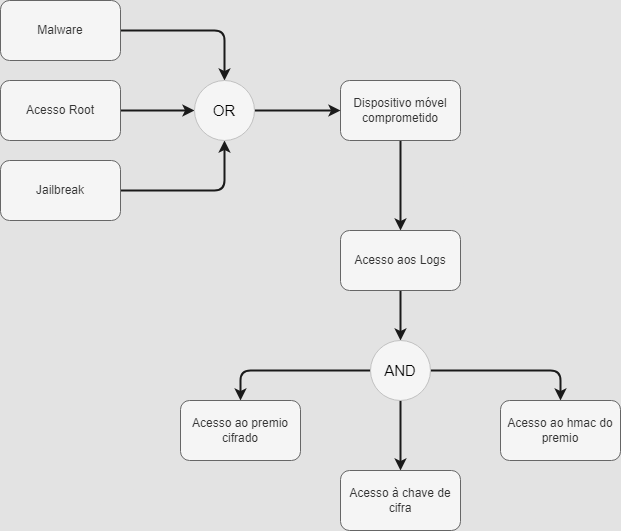 Malware
Acesso Root
OR
Dispositivo móvel
comprometido
Jailbreak
Acesso aos Logs
AND
Acesso ao premio
cifrado
Acesso à chave de
cifra
Acesso ao hmac do
premio